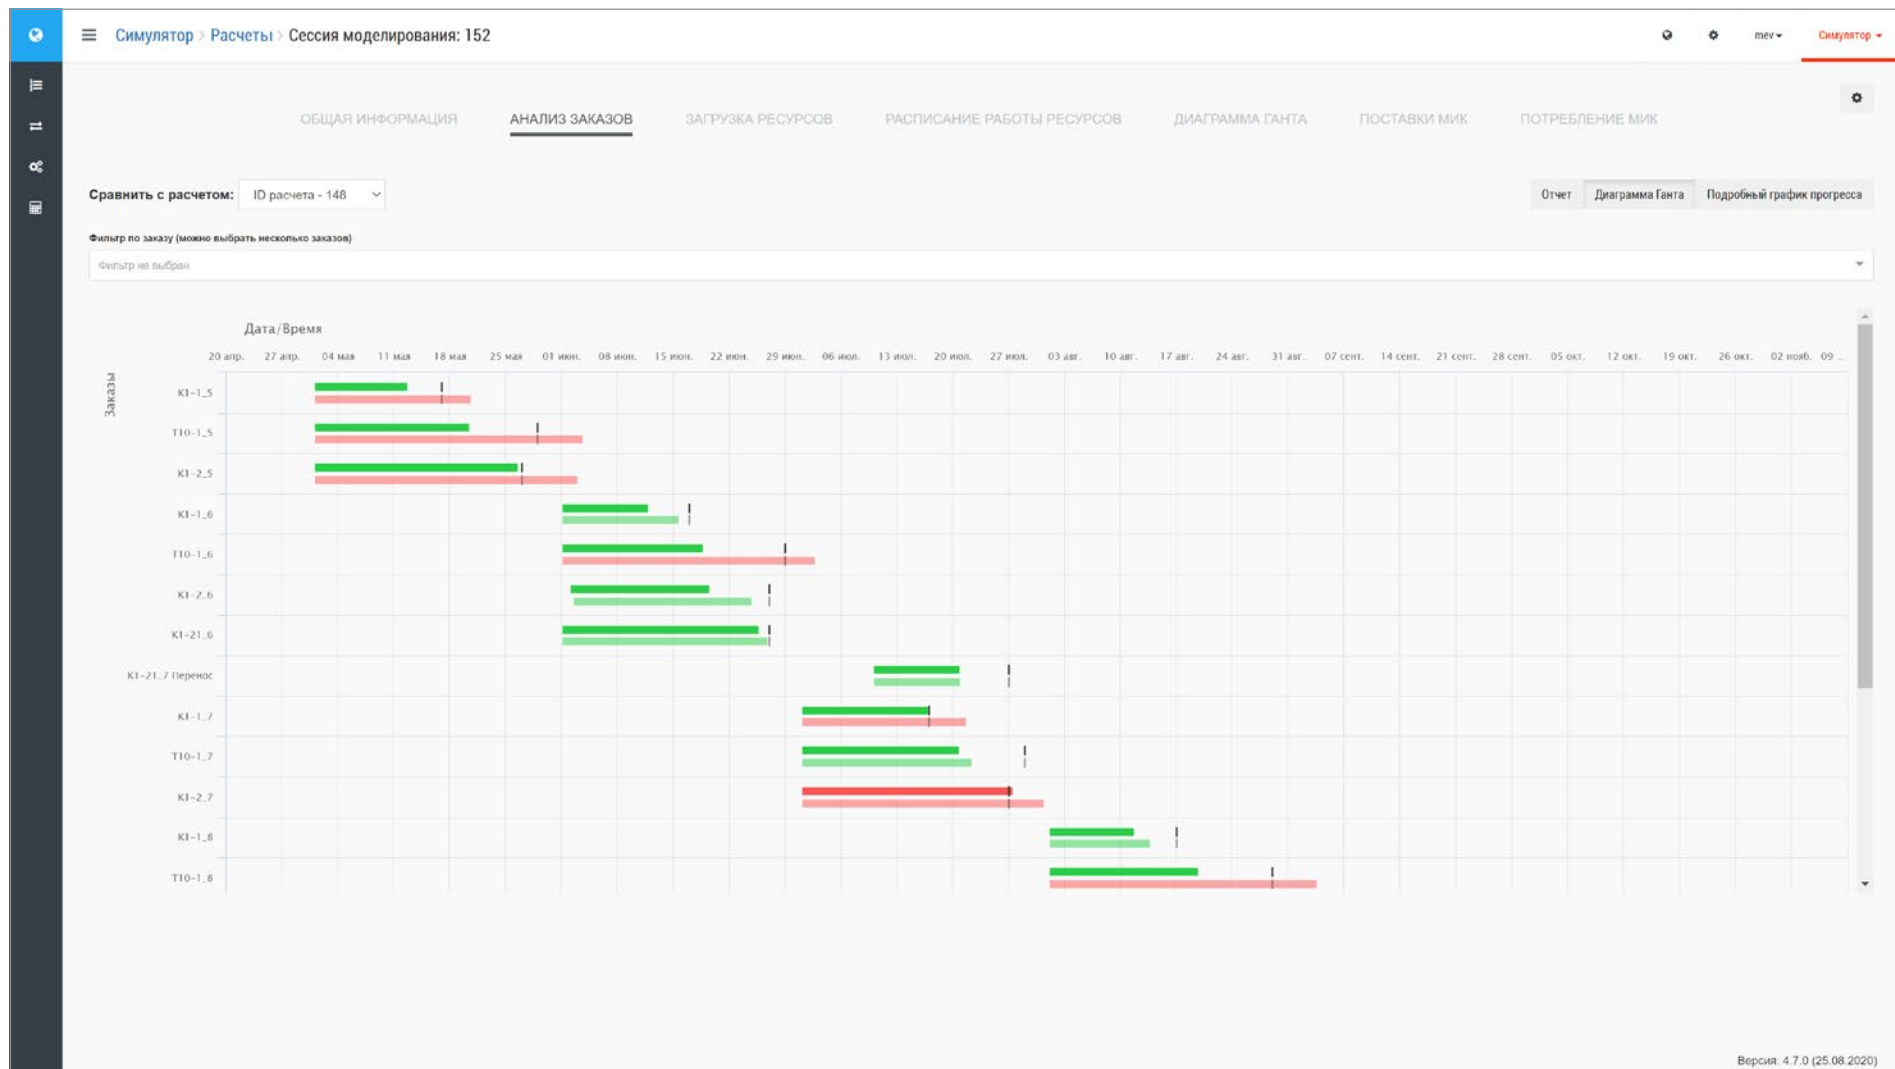 Симулятор > Расчеты > Сессия моделирования: 152
mev
Симулятор
ОБЩАЯ ИНФОРМАЦИЯ АНАЛИЗ ЗАКАЗОВ ЗАГРУЗКА РЕСУРСОВ РАСПИСАНИЕ РАБОТЫ РЕСУРСОВ ДИАГРАММА ГАНТА ПОСТАВКИ МИК ПОТРЕБЛЕНИЕ МИК
Сравнить с расчетом: ID расчета - 148
Отчет Диаграмма Ганта Подробный график прогресса
Фильтр по заказу (можно выбрать несколько заказов)
Фильтр не выбран
Дата/Время
20 апр. 27 апр. 04 мая 11 мая 18 мая 25 мая 01 июн. 08 июн. 15 июн. 22 июн. 29 июн. 06 июл. 13 июл. 20 июл. 27 июл. 03 авг. 10 авг. 17 авг. 24 авг. 31 авг. 07 сент. 14 сент. 21 сент. 28 сент. 05 окт. 12 окт. 19 окт. 26 окт. 02 нояб. 09 ...
Заказы
К1-1_5
Т10-1_5
К1-2_5
К1-1_6
Т10-1_6
К1-2_6
К1-21_6
К1-21_7 Перенос
К1-1_7
Т10-1_7
К1-2_7
К1-1_8
Т10-1_8
Версия: 4.7.0 (25.08.2020)